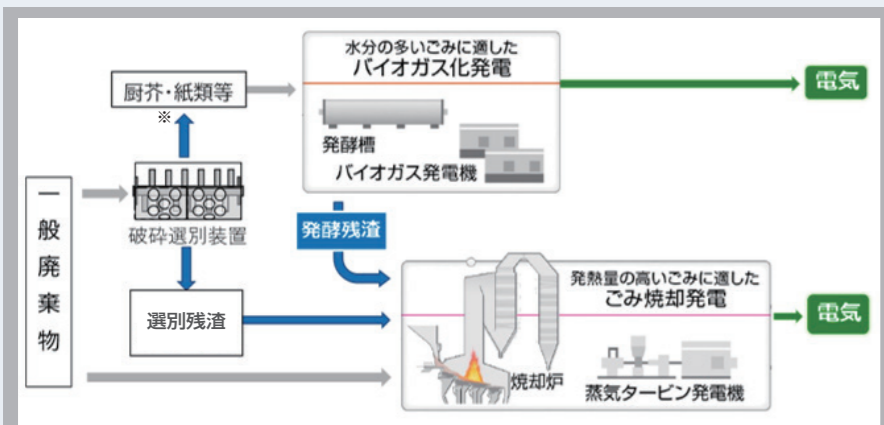 一般廃棄物
厨芥・紙類等
※
破砕選別装置
選別残渣
水分の多いごみに適した
バイオガス化発電
発酵槽
バイオガス発電機
電気
発酵残渣
発熱量の高いごみに適した
ごみ焼却発電
焼却炉
蒸気タービン発電機
電気